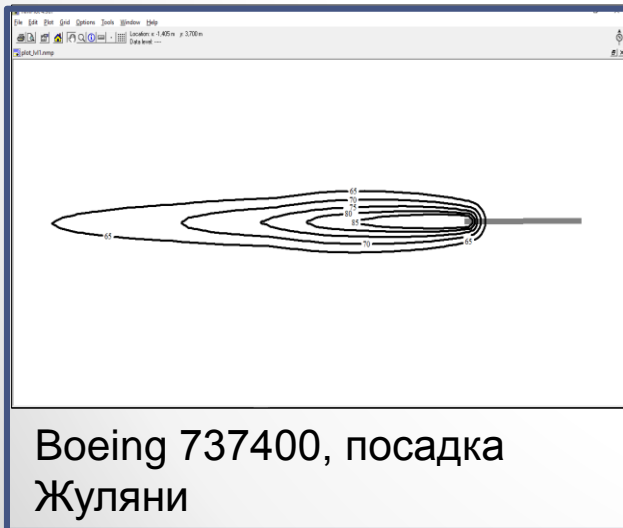 File Edit Plot Grid Options Tools Window Help
Location: x: -1,405 m y: 3,700 m
Data level: ---
plot_lvl1.nmp
65
70
75
80
85
65
70
65
Boeing 737400, посадка
Жуляни